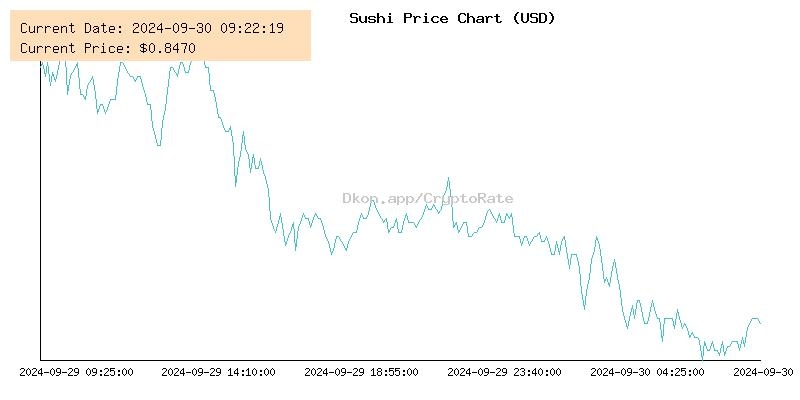 Sushi Price Chart (USD)
Current Date: 2024-09-30 09:22:19
Current Price: $0.8470
Dkon.app/CryptoRate
2024-09-29 09:25:00 2024-09-29 14:10:00 2024-09-29 18:55:00 2024-09-29 23:40:00 2024-09-30 04:25:00 2024-09-30